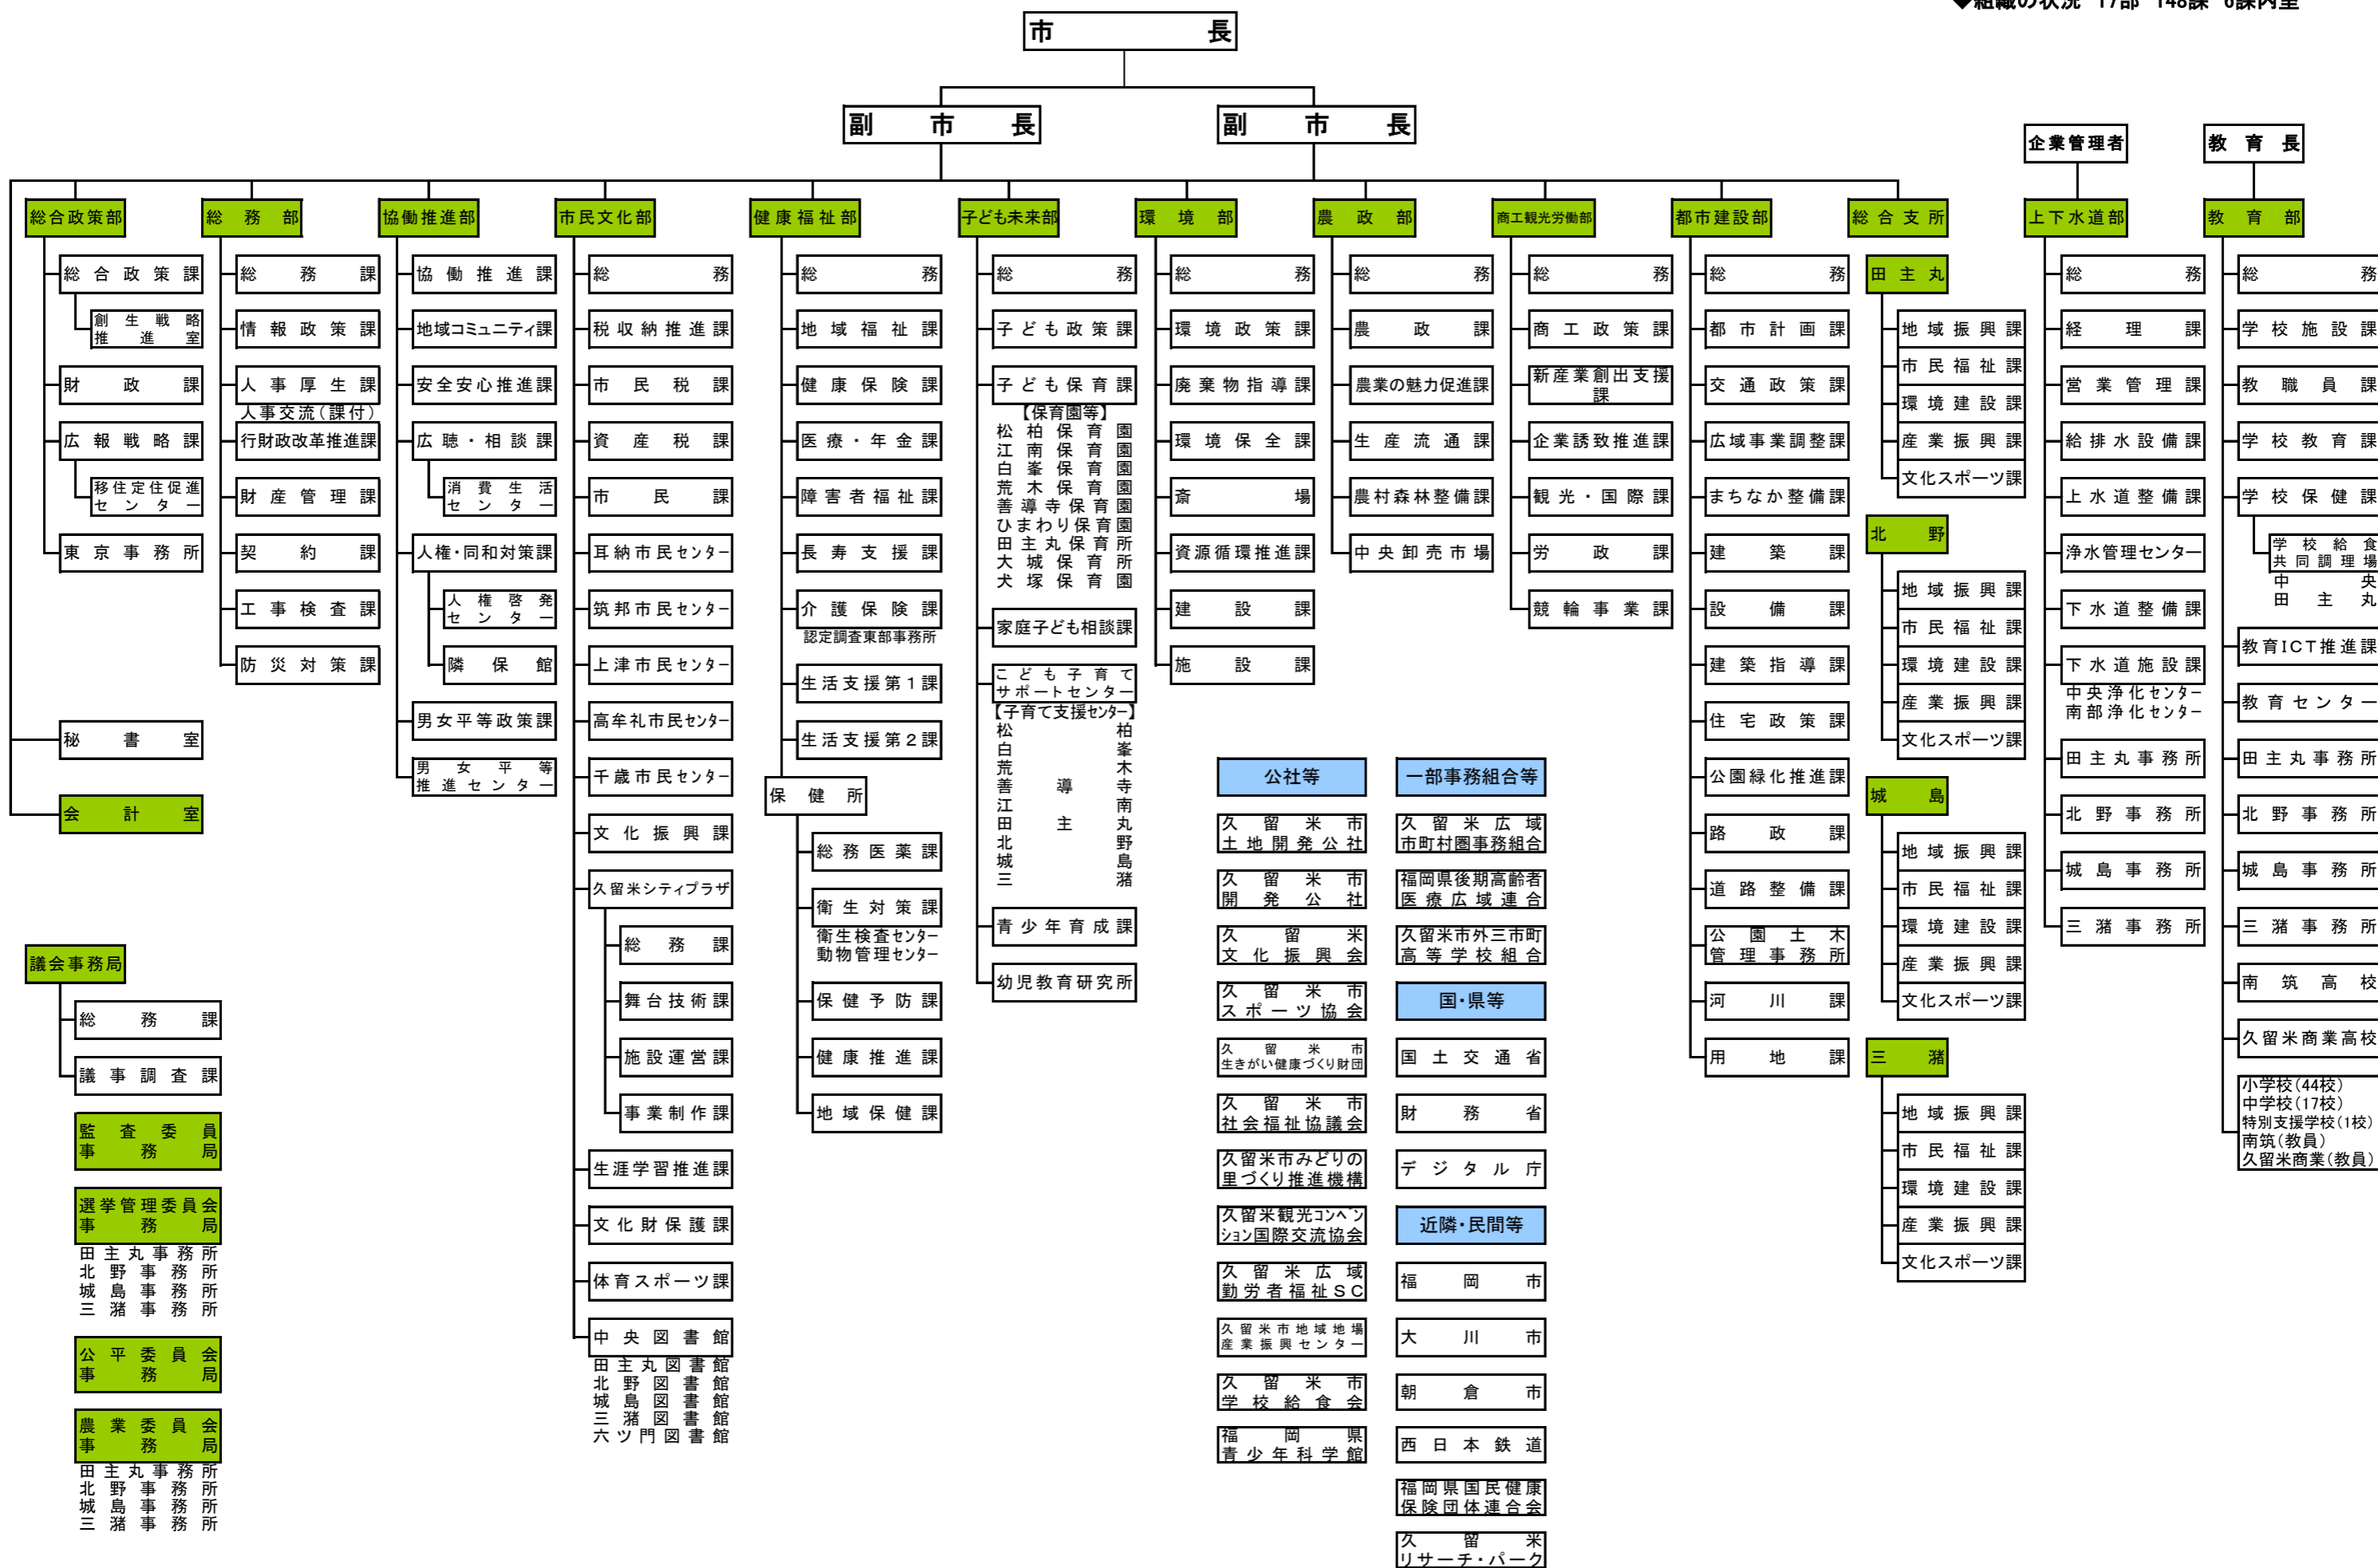 ◆組織の状況 17部 148課 6課内室
市長
副市長
副市長
企業管理者
教育長
総合政策部
総合政策課
創生戦略
推進室
財政課
広報戦略課
移住定住促進
センター
東京事務所
秘書室
会計室
総務部
総務課
情報政策課
人事厚生課
人事交流(課付)
行財政改革推進課
財産管理課
契約課
工事検査課
防災対策課
協働推進部
協働推進課
地域コミュニティ課
安全安心推進課
広聴・相談課
消費生活
センター
人権・同和対策課
人権啓発
センター
隣保館
男女平等政策課
男女平等
推進センター
市民文化部
総務
税収納推進課
市民税課
資産税課
市民課
耳納市民センター
筑邦市民センター
上津市民センター
高牟礼市民センター
千歳市民センター
文化振興課
久留米シティプラザ
総務課
舞台技術課
施設運営課
事業制作課
生涯学習推進課
文化財保護課
体育スポーツ課
中央図書館
田主丸図書館
北野図書館
城島図書館
三潴図書館
六ツ門図書館
健康福祉部
総務
地域福祉課
健康保険課
医療・年金課
障害者福祉課
長寿支援課
介護保険課
認定調査東部事務所
生活支援第1課
生活支援第2課
保健所
総務医薬課
衛生対策課
衛生検査センター
動物管理センター
保健予防課
健康推進課
地域保健課
子ども未来部
総務
子ども政策課
子ども保育課
【保育園等】
松柏保育園
江南保育園
白峯保育園
荒木保育園
善導寺保育園
ひまわり保育園
田主丸保育所
大城保育所
犬塚保育園
家庭子ども相談課
こども子育て
サポートセンター
【子育て支援センター】
松柏
白峯
荒木
善導寺
江南
田主丸
北野
城島
三潴
青少年育成課
幼児教育研究所
環境部
総務
環境政策課
廃棄物指導課
環境保全課
斎場
資源循環推進課
建設課
施設課
農政部
総務
農政課
農業の魅力促進課
生産流通課
農村森林整備課
中央卸売市場
商工観光労働部
総務
商工政策課
新産業創出支援
課
企業誘致推進課
観光・国際課
労政課
競輪事業課
都市建設部
総務
都市計画課
交通政策課
広域事業調整課
まちなか整備課
建築課
設備課
建築指導課
住宅政策課
公園緑化推進課
路政課
道路整備課
公園土木
管理事務所
河川課
用地課
総合支所
田主丸
地域振興課
市民福祉課
環境建設課
産業振興課
文化スポーツ課
北野
地域振興課
市民福祉課
環境建設課
産業振興課
文化スポーツ課
城島
地域振興課
市民福祉課
環境建設課
産業振興課
文化スポーツ課
三潴
地域振興課
市民福祉課
環境建設課
産業振興課
文化スポーツ課
上下水道部
総務
経理課
営業管理課
給排水設備課
上水道整備課
浄水管理センター
下水道整備課
下水道施設課
中央浄化センター
南部浄化センター
田主丸事務所
北野事務所
城島事務所
三潴事務所
教育部
総務
学校施設課
教職員課
学校教育課
学校保健課
学校給食
共同調理場
中央
田主丸
教育ICT推進課
教育センター
田主丸事務所
北野事務所
城島事務所
三潴事務所
南筑高校
久留米商業高校
小学校(44校)
中学校(17校)
特別支援学校(1校)
南筑(教員)
久留米商業(教員)
議会事務局
総務課
議事調査課
監査委員
事務局
選挙管理委員会
事務局
田主丸事務所
北野事務所
城島事務所
三潴事務所
公平委員会
事務局
農業委員会
事務局
田主丸事務所
北野事務所
城島事務所
三潴事務所
公社等
久留米市
土地開発公社
久留米市
開発公社
久留米
文化振興会
久留米市
スポーツ協会
久留米市
生きがい健康づくり財団
久留米市
社会福祉協議会
久留米市みどりの
里づくり推進機構
久留米観光コンベン
ション国際交流協会
久留米広域
勤労者福祉SC
久留米市地域地場
産業振興センター
久留米市
学校給食会
福岡県
青少年科学館
一部事務組合等
久留米広域
市町村圏事務組合
福岡県後期高齢者
医療広域連合
久留米市外三市町
高等学校組合
国・県等
国土交通省
財務省
デジタル庁
近隣・民間等
福岡市
大川市
朝倉市
西日本鉄道
福岡県国民健康
保険団体連合会
久留米
リサーチ・パーク